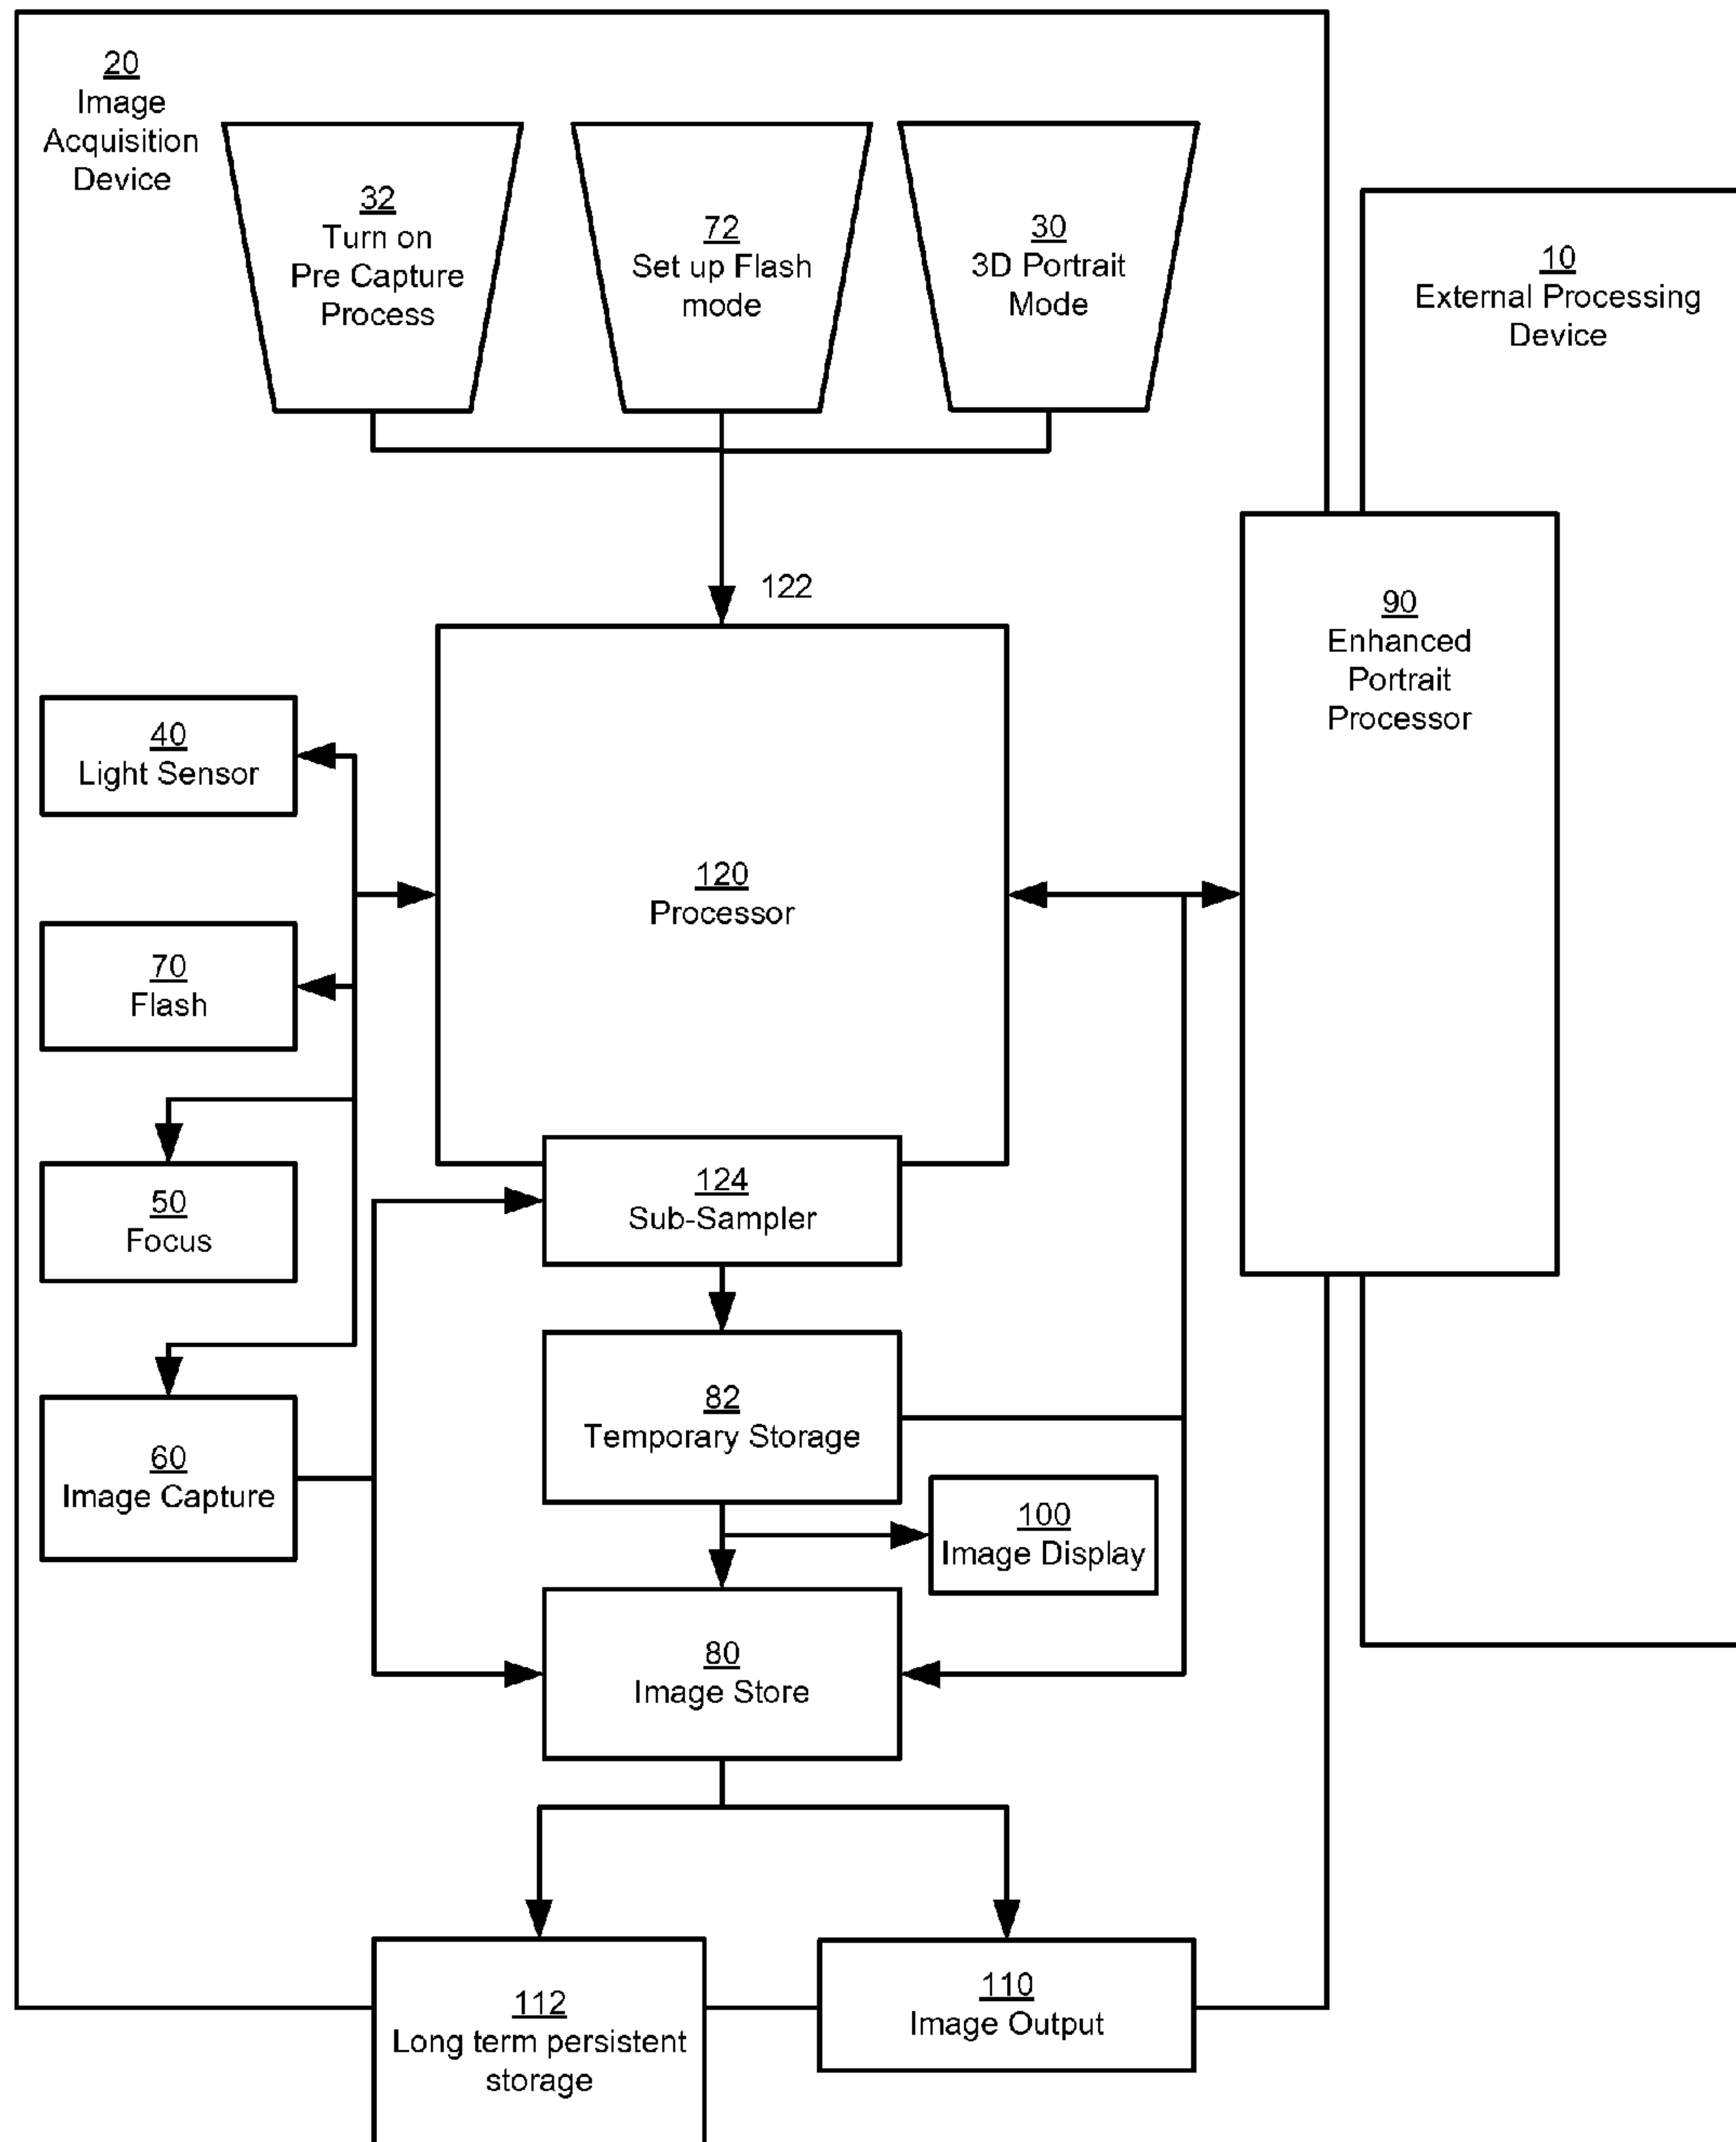 20
Image
Acquisition
Device
32
Turn on
Pre Capture
Process
72
Set up Flash
mode
30
3D Portrait
Mode
10
External Processing
Device
122
90
Enhanced
Portrait
Processor
40
Light Sensor
120
Processor
70
Flash
124
Sub-Sampler
50
Focus
82
Temporary Storage
60
Image Capture
100
Image Display
80
Image Store
112
Long term persistent
storage
110
Image Output